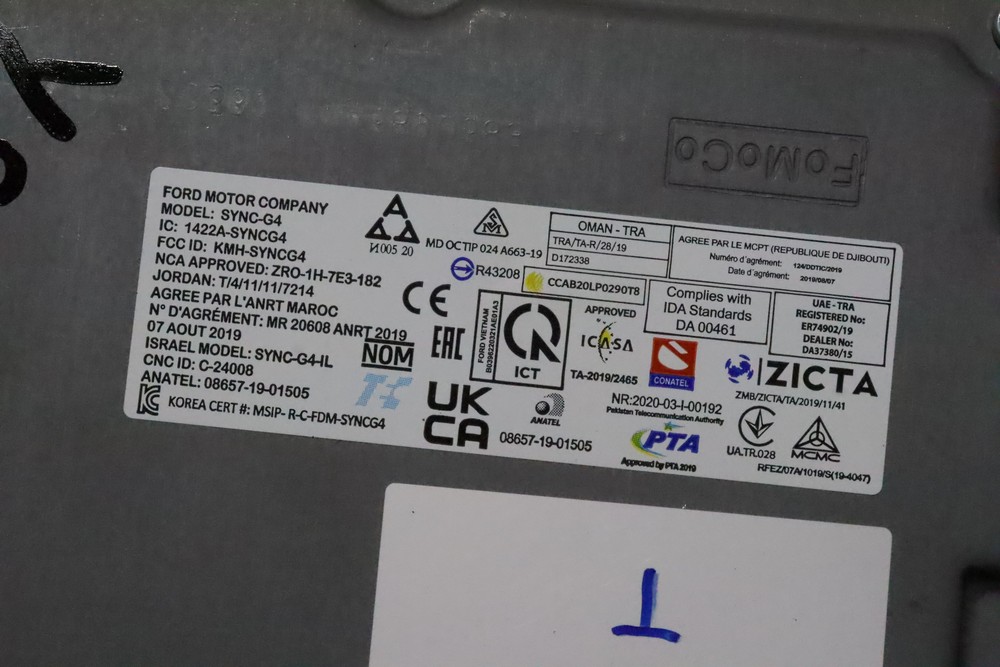 FoMoCo
FORD MOTOR COMPANY
MODEL: SYNC-G4
IC: 1422A-SYNCG4
FCC ID: KMH-SYNCG4
NCA APPROVED: ZRO-1H-7E3-182
JORDAN: T/4/11/11/7214
AGREE PAR L'ANRT MAROC
N° D'AGRÉMENT: MR 20608 ANRT 2019
07 AOUT 2019
ISRAEL MODEL: SYNC-G4-IL
CNC ID: C-24008
ANATEL: 08657-19-01505
KOREA CERT #: MSIP- R-C-FDM-SYNCG4
И005 20
MD OC TIP 024 A663-19
R43208
CE
EAC
NOM
UK
CA
OMAN - TRA
TRA/TA-R/28/19
D172338
CCAB20LP0290T8
FORD VIETNAM
B0396220321AE01A3
ICT
APPROVED
ICASA
TA-2019/2465
ANATEL
08657-19-01505
AGREE PAR LE MCPT (REPUBLIQUE DE DJIBOUTI)
Numéro d'agrément: 124/DDTIC/2019
Date d'agrément: 2019/08/07
Complies with
IDA Standards
DA 00461
UAE - TRA
REGISTERED No:
ER74902/19
DEALER No:
DA37380/15
CONATEL
NR:2020-03-I-00192
Pakistan Telecommunication Authority
PTA
Approved by PTA 2019
ZICTA
ZMB/ZICTA/TA/2019/11/41
UA.TR.028
MCMC
RFEZ/07A/1019/S(19-4047)